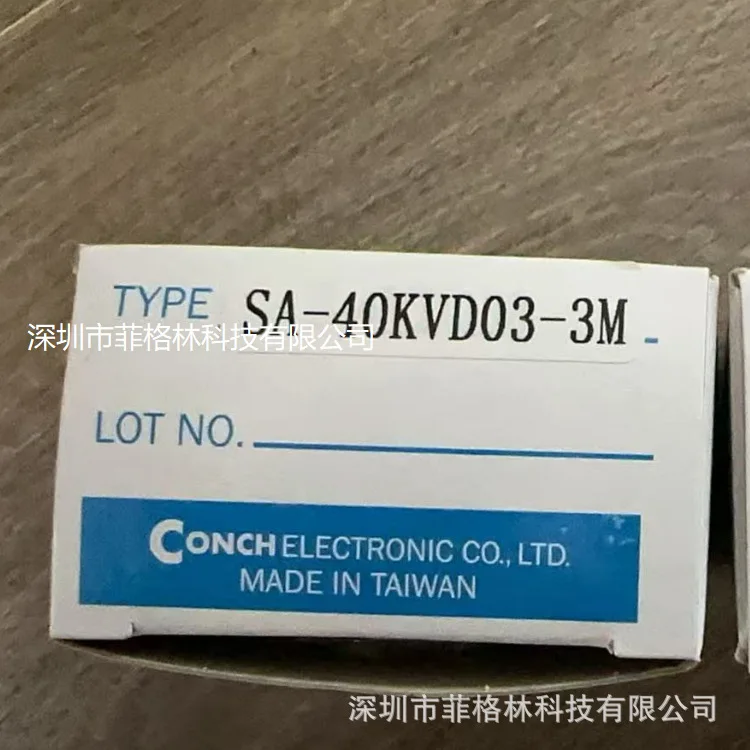 TYPE SA-40KVD03-3M
深圳市菲格林科技有限公司
LOT NO.
CONCH ELECTRONIC CO., LTD.
MADE IN TAIWAN
深圳市菲格林科技有限公司